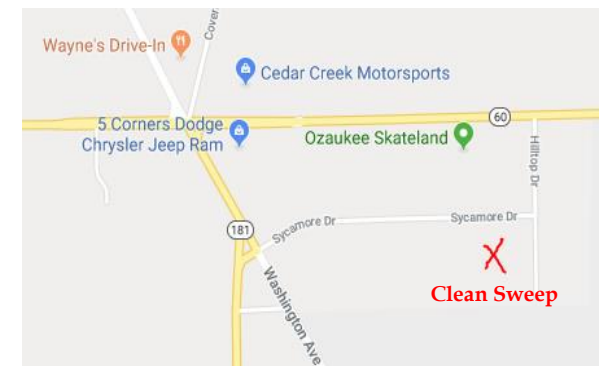 Cover
Wayne's Drive-In
Cedar Creek Motorsports
60
5 Corners Dodge
Chrysler Jeep Ram
Ozaukee Skateland
Hilltop Dr
Sycamore Dr
Sycamore Dr
181
X
Clean Sweep
Washington Ave